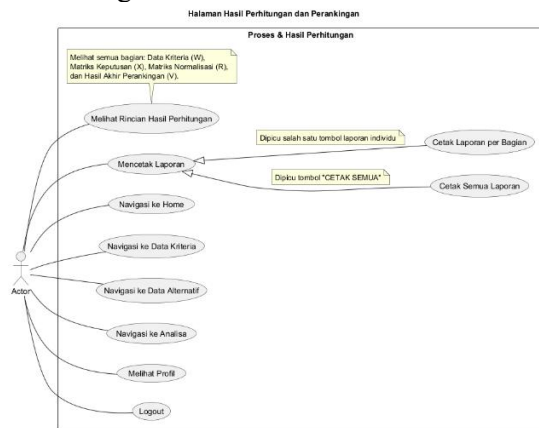 Halaman Hasil Perhitungan dan Perankingan
Proses & Hasil Perhitungan
Melihat semua bagian: Data Kriteria (W),
Matriks Keputusan (X), Matriks Normalisasi (R),
dan Hasil Akhir Perankingan (V).
Melihat Rincian Hasil Perhitungan
Dipicu salah satu tombol laporan individu
Cetak Laporan per Bagian
Mencetak Laporan
Dipicu tombol "CETAK SEMUA"
Cetak Semua Laporan
Navigasi ke Home
Navigasi ke Data Kriteria
Actor
Navigasi ke Data Alternatif
Navigasi ke Analisa
Melihat Profil
Logout